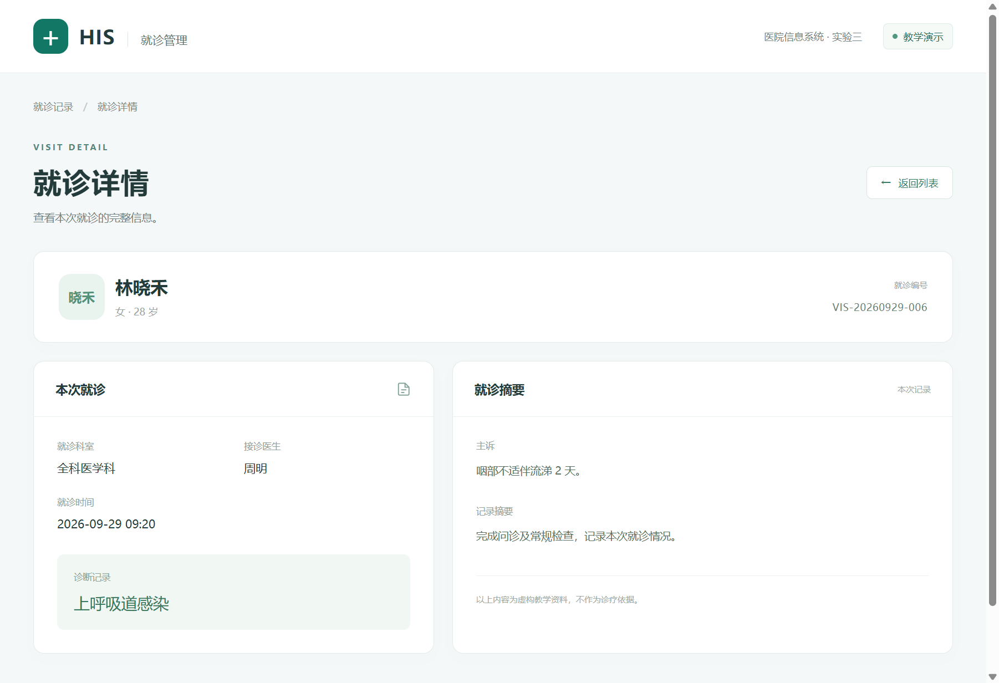 HIS 就诊管理
医院信息系统 · 实验三
教学演示
就诊记录 / 就诊详情
VISIT DETAIL
就诊详情
查看本次就诊的完整信息。
← 返回列表
晓禾
林晓禾
女 · 28 岁
就诊编号
VIS-20260929-006
本次就诊
就诊科室
全科医学科
接诊医生
周明
就诊时间
2026-09-29 09:20
诊断记录
上呼吸道感染
就诊摘要
本次记录
主诉
咽部不适伴流涕 2 天。
记录摘要
完成问诊及常规检查，记录本次就诊情况。
以上内容为虚构教学资料，不作为诊疗依据。